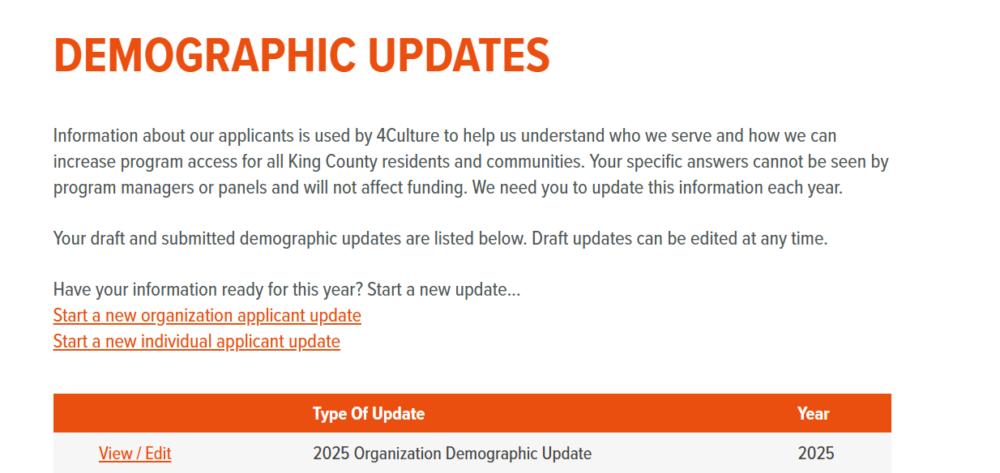 DEMOGRAPHIC UPDATES
Information about our applicants is used by 4Culture to help us understand who we serve and how we can
increase program access for all King County residents and communities. Your specific answers cannot be seen by
program managers or panels and will not affect funding. We need you to update this information each year.
Your draft and submitted demographic updates are listed below. Draft updates can be edited at any time.
Have your information ready for this year? Start a new update...
Start a new organization applicant update
Start a new individual applicant update
Type Of Update Year
View / Edit 2025 Organization Demographic Update 2025